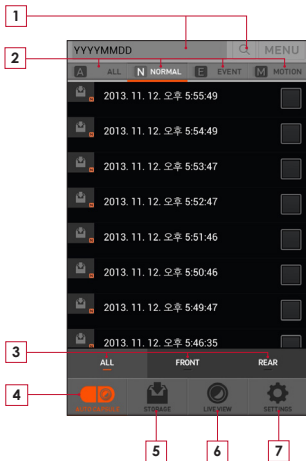 1
YYYYMMDD MENU
2
A ALL N NORMAL E EVENT M MOTION
2013. 11. 12. 오후 5:55:49
2013. 11. 12. 오후 5:54:49
2013. 11. 12. 오후 5:53:47
2013. 11. 12. 오후 5:52:47
2013. 11. 12. 오후 5:51:46
2013. 11. 12. 오후 5:50:46
2013. 11. 12. 오후 5:49:47
2013. 11. 12. 오후 5:46:35
3
ALL FRONT REAR
4
STORAGE LIVE VIEW SETTINGS
5 6 7